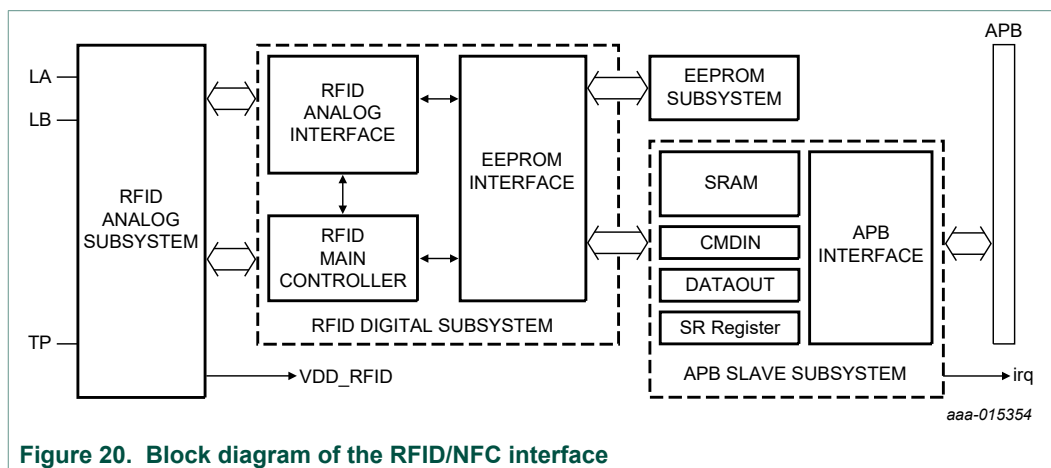 APB
LA
LB
TP
RFID
ANALOG
SUBSYSTEM
RFID
ANALOG
INTERFACE
RFID
MAIN
CONTROLLER
EEPROM
INTERFACE
RFID DIGITAL SUBSYSTEM
EEPROM
SUBSYSTEM
SRAM
CMDIN
DATAOUT
SR Register
APB
INTERFACE
APB SLAVE SUBSYSTEM
VDD_RFID
irq
aaa-015354
Figure 20. Block diagram of the RFID/NFC interface